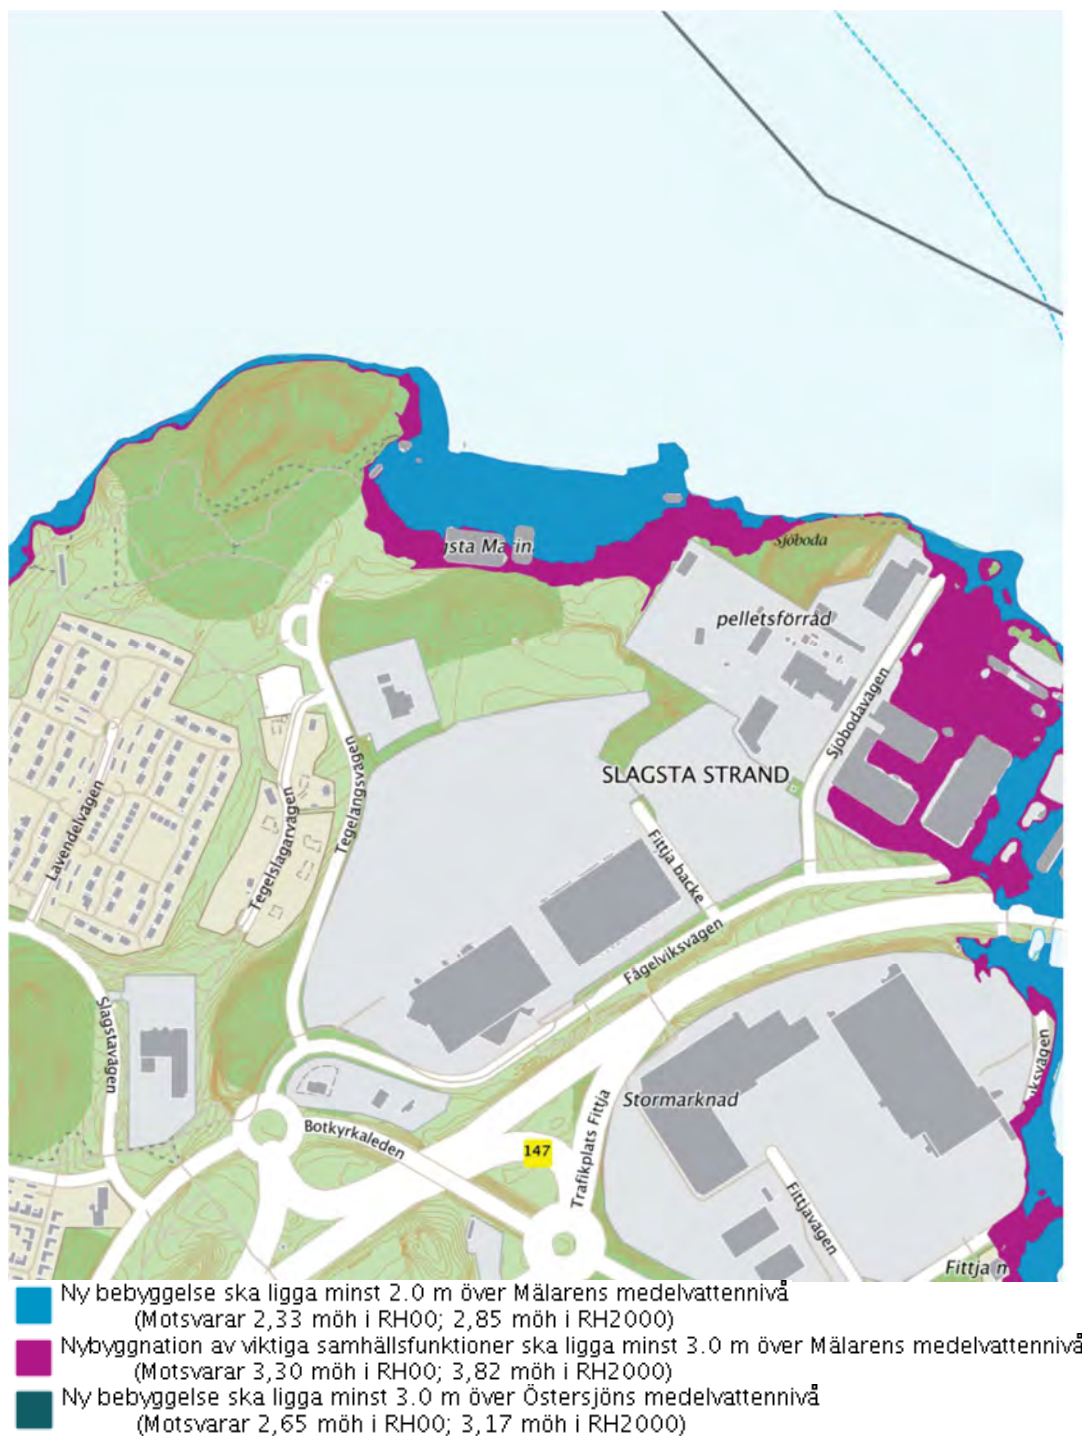 gsta Marin
Sjöboda
pelletsförråd
Sjöbodavägen
SLAGSTA STRAND
Tegelängsvägen
Lavendelvägen
Tegelslagarvägen
Fittja backe
Fågelviksvägen
Slagstavägen
iksvägen
Stormarknad
Botkyrkaleden
147
Trafikplats Fittja
Fittjavägen
Fittja n
Ny bebyggelse ska ligga minst 2.0 m över Mälarens medelvattennivå
(Motsvarar 2,33 möh i RH00; 2,85 möh i RH2000)
Nybyggnation av viktiga samhällsfunktioner ska ligga minst 3.0 m över Mälarens medelvattennivå
(Motsvarar 3,30 möh i RH00; 3,82 möh i RH2000)
Ny bebyggelse ska ligga minst 3.0 m över Östersjöns medelvattennivå
(Motsvarar 2,65 möh i RH00; 3,17 möh i RH2000)